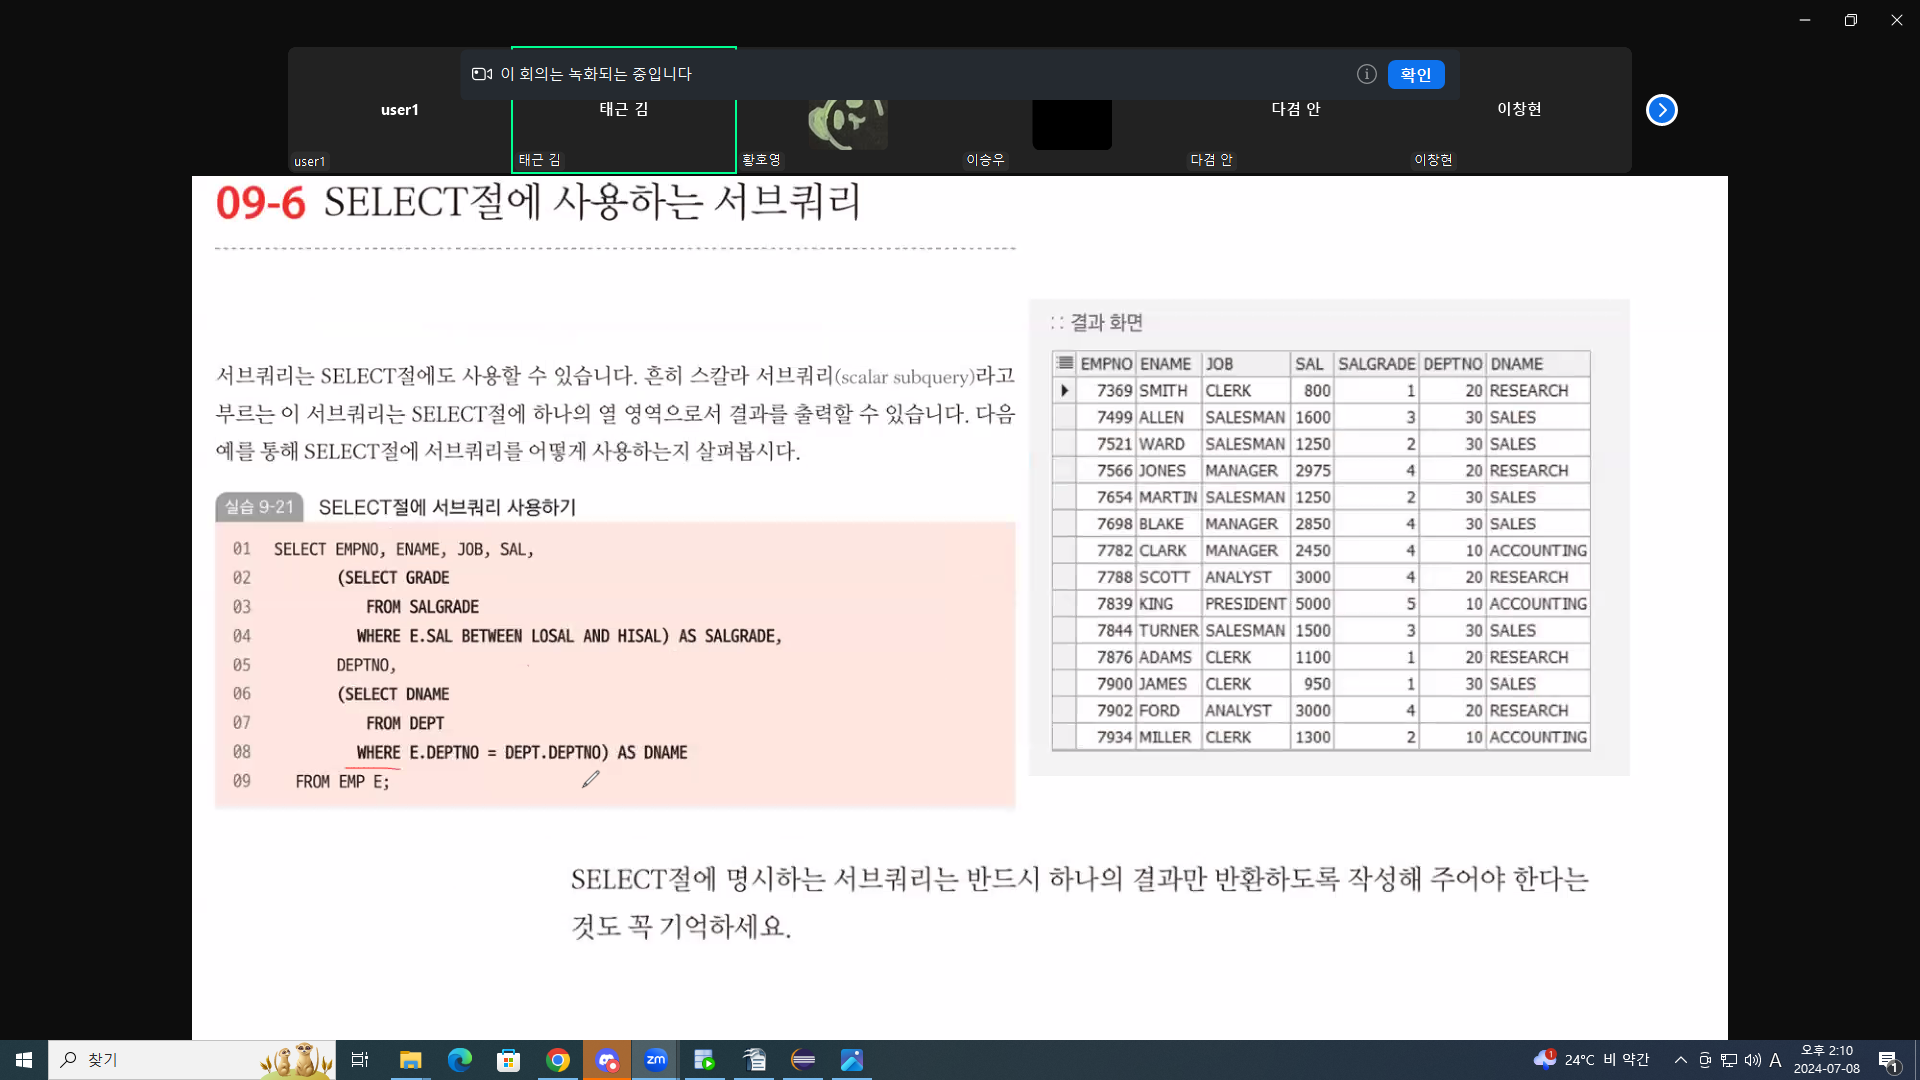 이 회의는 녹화되는 중입니다
확인
user1
태근 김
다겸 안
이창현
user1
태근 김
황호영
이승우
다겸 안
이창현
09-6 SELECT절에 사용하는 서브쿼리
서브쿼리는 SELECT절에도 사용할 수 있습니다. 흔히 스칼라 서브쿼리(scalar subquery)라고
부르는 이 서브쿼리는 SELECT절에 하나의 열 영역으로서 결과를 출력할 수 있습니다. 다음
예를 통해 SELECT절에 서브쿼리를 어떻게 사용하는지 살펴봅시다.
실습 9-21 SELECT절에 서브쿼리 사용하기
01 SELECT EMPNO, ENAME, JOB, SAL,
02 (SELECT GRADE
03 FROM SALGRADE
04 WHERE E.SAL BETWEEN LOSAL AND HISAL) AS SALGRADE,
05 DEPTNO,
06 (SELECT DNAME
07 FROM DEPT
08 WHERE E.DEPTNO = DEPT.DEPTNO) AS DNAME
09 FROM EMP E;
:: 결과 화면
EMPNO ENAME JOB SAL SALGRADE DEPTNO DNAME
7369 SMITH CLERK 800 1 20 RESEARCH
7499 ALLEN SALESMAN 1600 3 30 SALES
7521 WARD SALESMAN 1250 2 30 SALES
7566 JONES MANAGER 2975 4 20 RESEARCH
7654 MARTIN SALESMAN 1250 2 30 SALES
7698 BLAKE MANAGER 2850 4 30 SALES
7782 CLARK MANAGER 2450 4 10 ACCOUNTING
7788 SCOTT ANALYST 3000 4 20 RESEARCH
7839 KING PRESIDENT 5000 5 10 ACCOUNTING
7844 TURNER SALESMAN 1500 3 30 SALES
7876 ADAMS CLERK 1100 1 20 RESEARCH
7900 JAMES CLERK 950 1 30 SALES
7902 FORD ANALYST 3000 4 20 RESEARCH
7934 MILLER CLERK 1300 2 10 ACCOUNTING
SELECT절에 명시하는 서브쿼리는 반드시 하나의 결과만 반환하도록 작성해 주어야 한다는
것도 꼭 기억하세요.
찾기
zm
1
24°C 비 약간
A
오후 2:10
2024-07-08
1